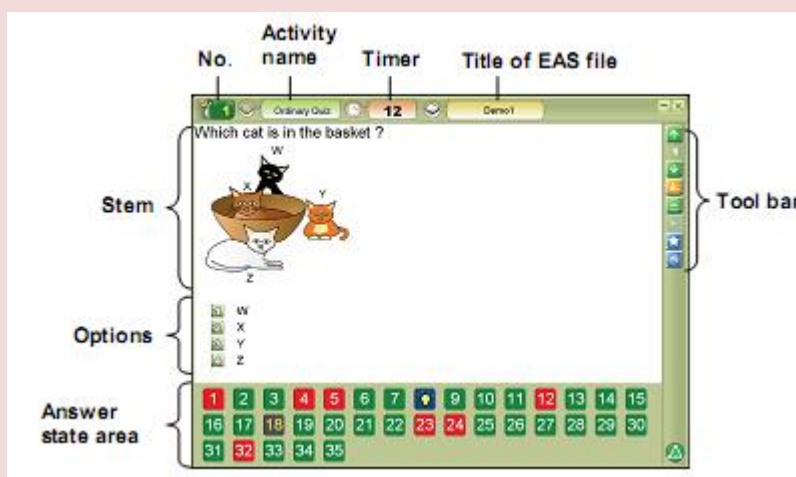 No.
Activity
name
Timer
Title of EAS file
1
Ordinary Quiz
12
Demo1
Which cat is in the basket ?
W
X
Y
Z
Stem
Tool bar
Options
W
X
Y
Z
Answer
state area
1 2 3 4 5 6 7 9 10 11 12 13 14 15
16 17 18 19 20 21 22 23 24 25 26 27 28 29 30
31 32 33 34 35